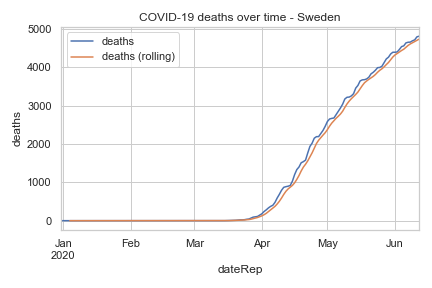 COVID-19 deaths over time - Sweden
deaths
deaths (rolling)
deaths
5000
4000
3000
2000
1000
0
Jan Feb Mar Apr May Jun
2020
dateRep